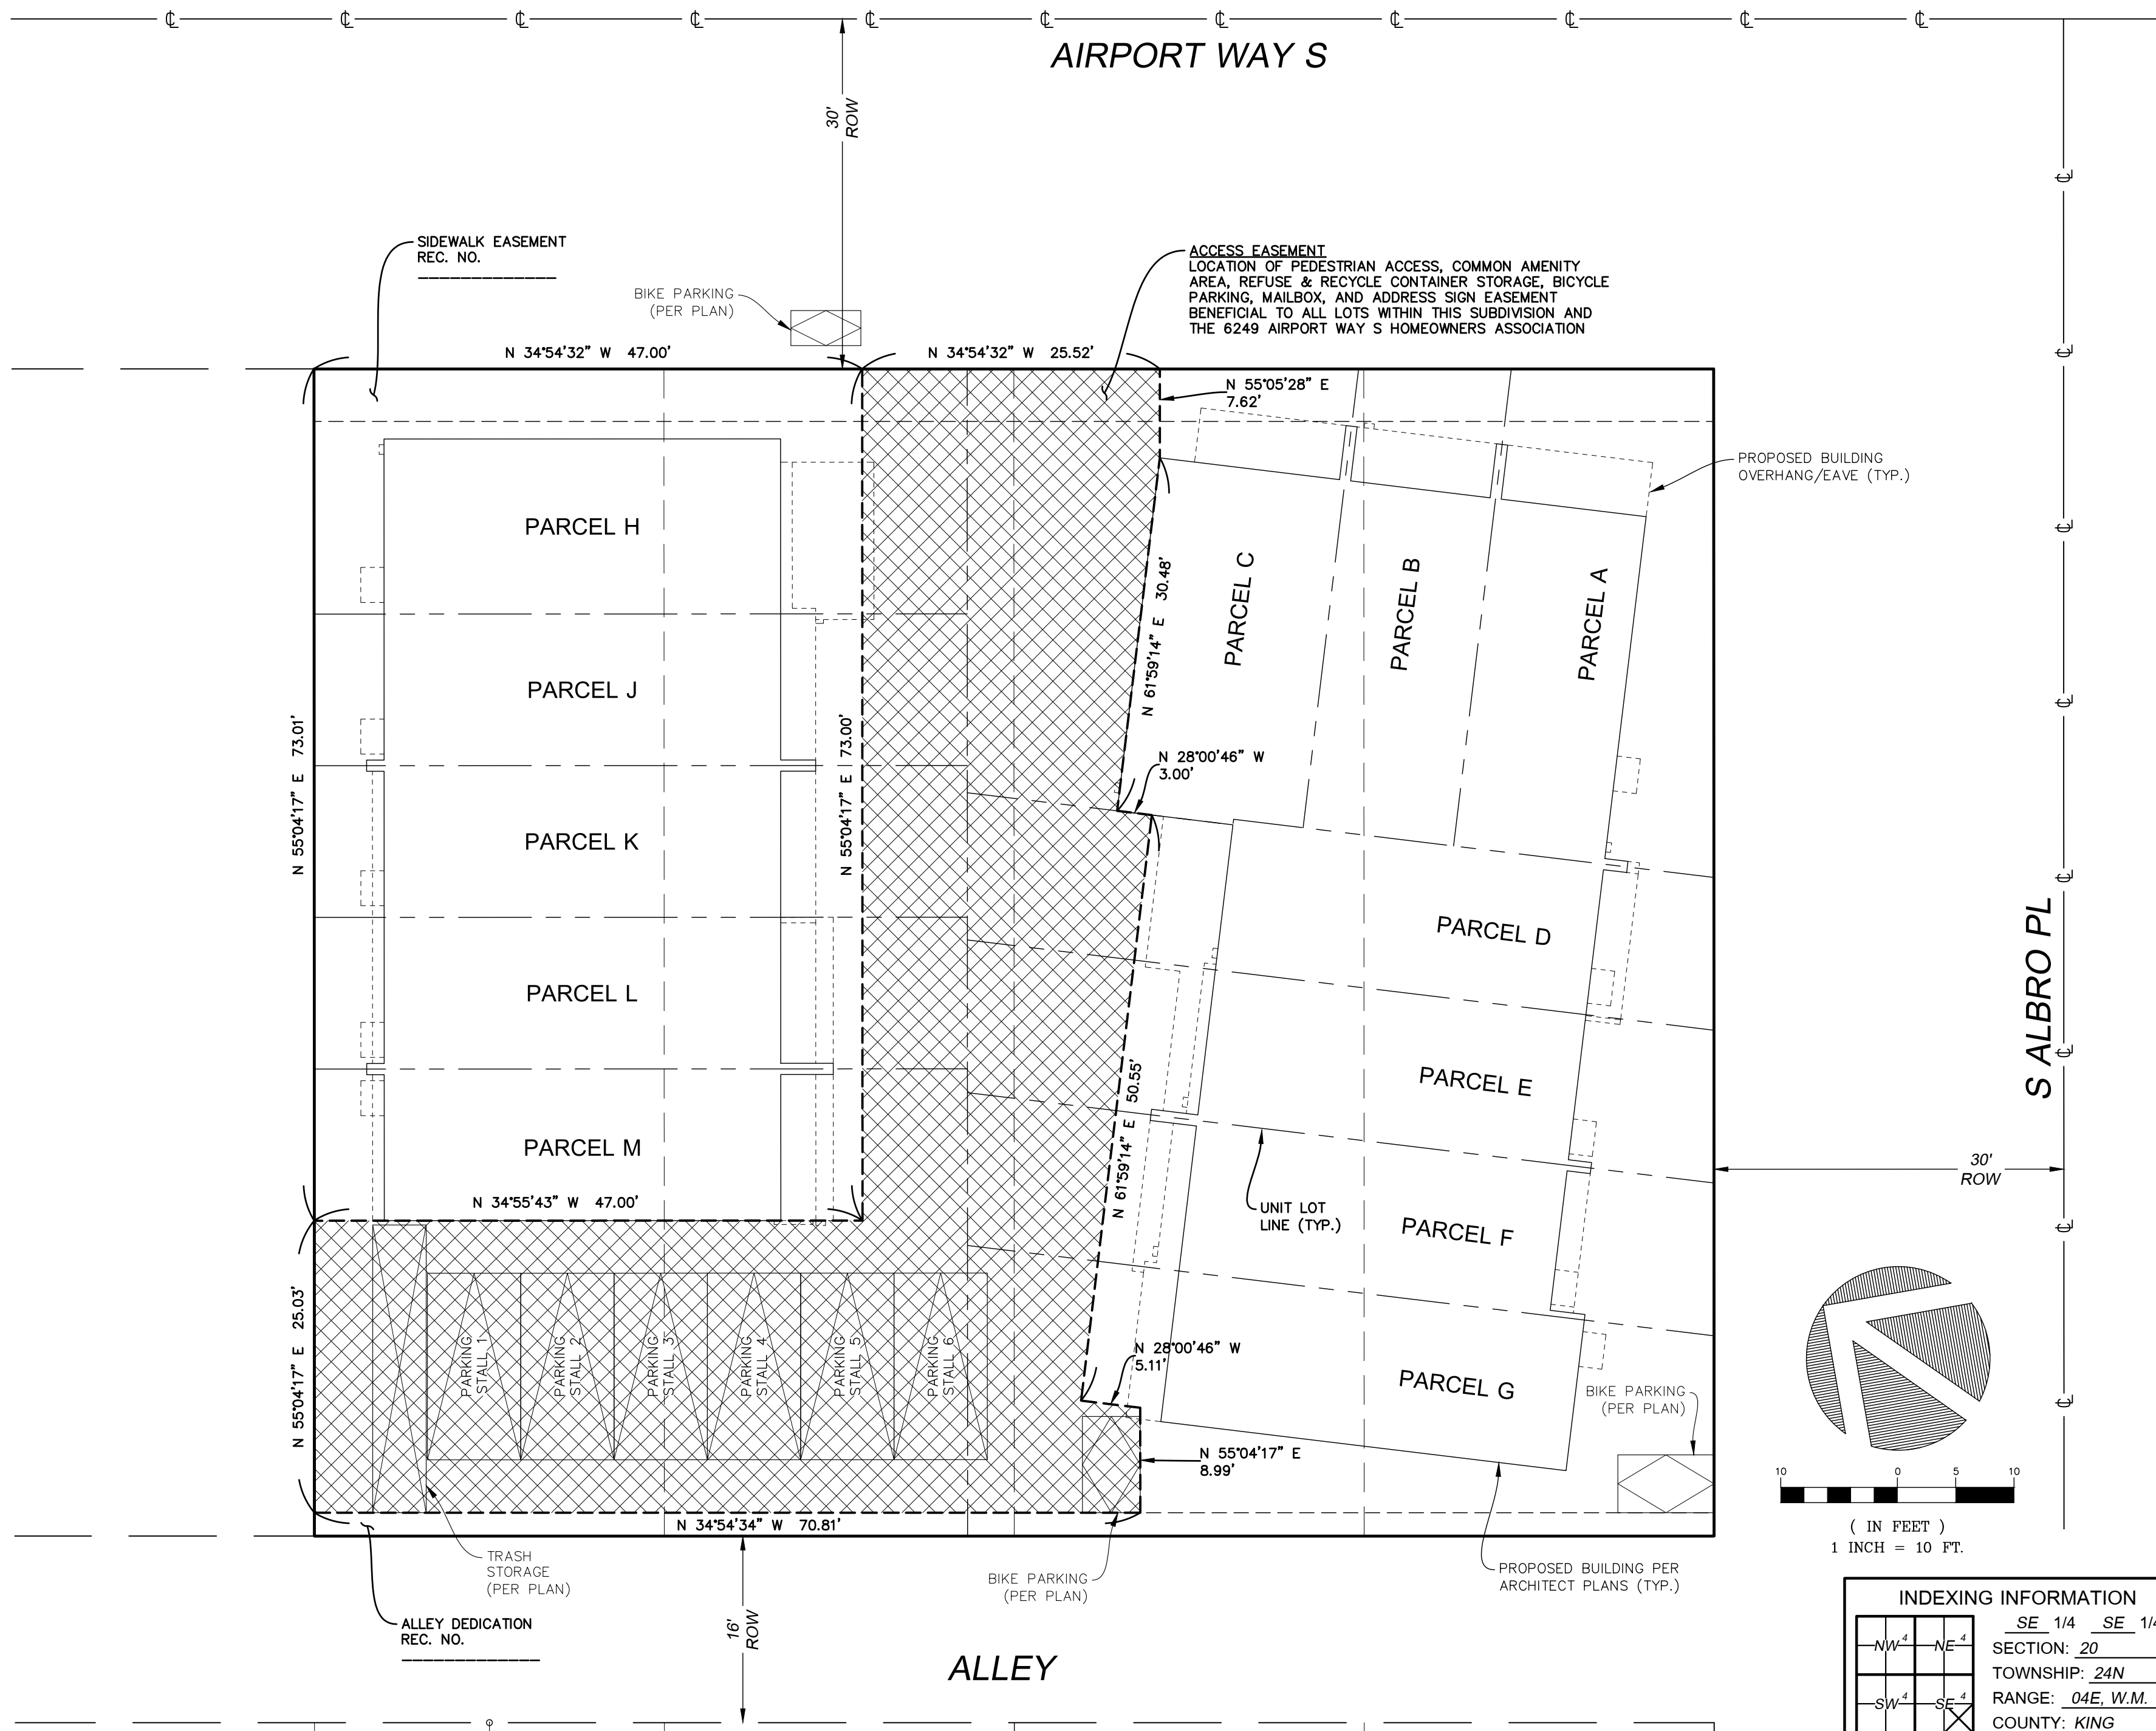 AIRPORT WAY S
30'
ROW
SIDEWALK EASEMENT
REC. NO.
BIKE PARKING
(PER PLAN)
ACCESS EASEMENT
LOCATION OF PEDESTRIAN ACCESS, COMMON AMENITY
AREA, REFUSE & RECYCLE CONTAINER STORAGE, BICYCLE
PARKING, MAILBOX, AND ADDRESS SIGN EASEMENT
BENEFICIAL TO ALL LOTS WITHIN THIS SUBDIVISION AND
THE 6249 AIRPORT WAY S HOMEOWNERS ASSOCIATION
N 34°54'32" W 47.00'
N 34°54'32" W 25.52'
N 55°05'28" E
7.62'
PROPOSED BUILDING
OVERHANG/EAVE (TYP.)
PARCEL H
PARCEL J
PARCEL K
PARCEL L
PARCEL M
PARCEL C
PARCEL B
PARCEL A
N 61°59'14" E 30.48'
N 28°00'46" W
3.00'
N 55°04'17" E 73.01'
N 55°04'17" E 73.00'
PARCEL D
PARCEL E
PARCEL F
PARCEL G
N 61°59'14" E 50.55'
S ALBRO PL
30'
ROW
N 34°55'43" W 47.00'
UNIT LOT
LINE (TYP.)
N 55°04'17" E 25.03'
PARKING
STALL 1
PARKING
STALL 2
PARKING
STALL 3
PARKING
STALL 4
PARKING
STALL 5
PARKING
STALL 6
N 28°00'46" W
5.11'
BIKE PARKING
(PER PLAN)
N 55°04'17" E
8.99'
N 34°54'34" W 70.81'
10 0 5 10
( IN FEET )
1 INCH = 10 FT.
TRASH
STORAGE
(PER PLAN)
BIKE PARKING
(PER PLAN)
PROPOSED BUILDING PER
ARCHITECT PLANS (TYP.)
ALLEY DEDICATION
REC. NO.
16'
ROW
ALLEY
INDEXING INFORMATION
SE 1/4 SE 1/4
NW 4 NE 4
SW 4 SE 4
SECTION: 20
TOWNSHIP: 24N
RANGE: 04E, W.M.
COUNTY: KING